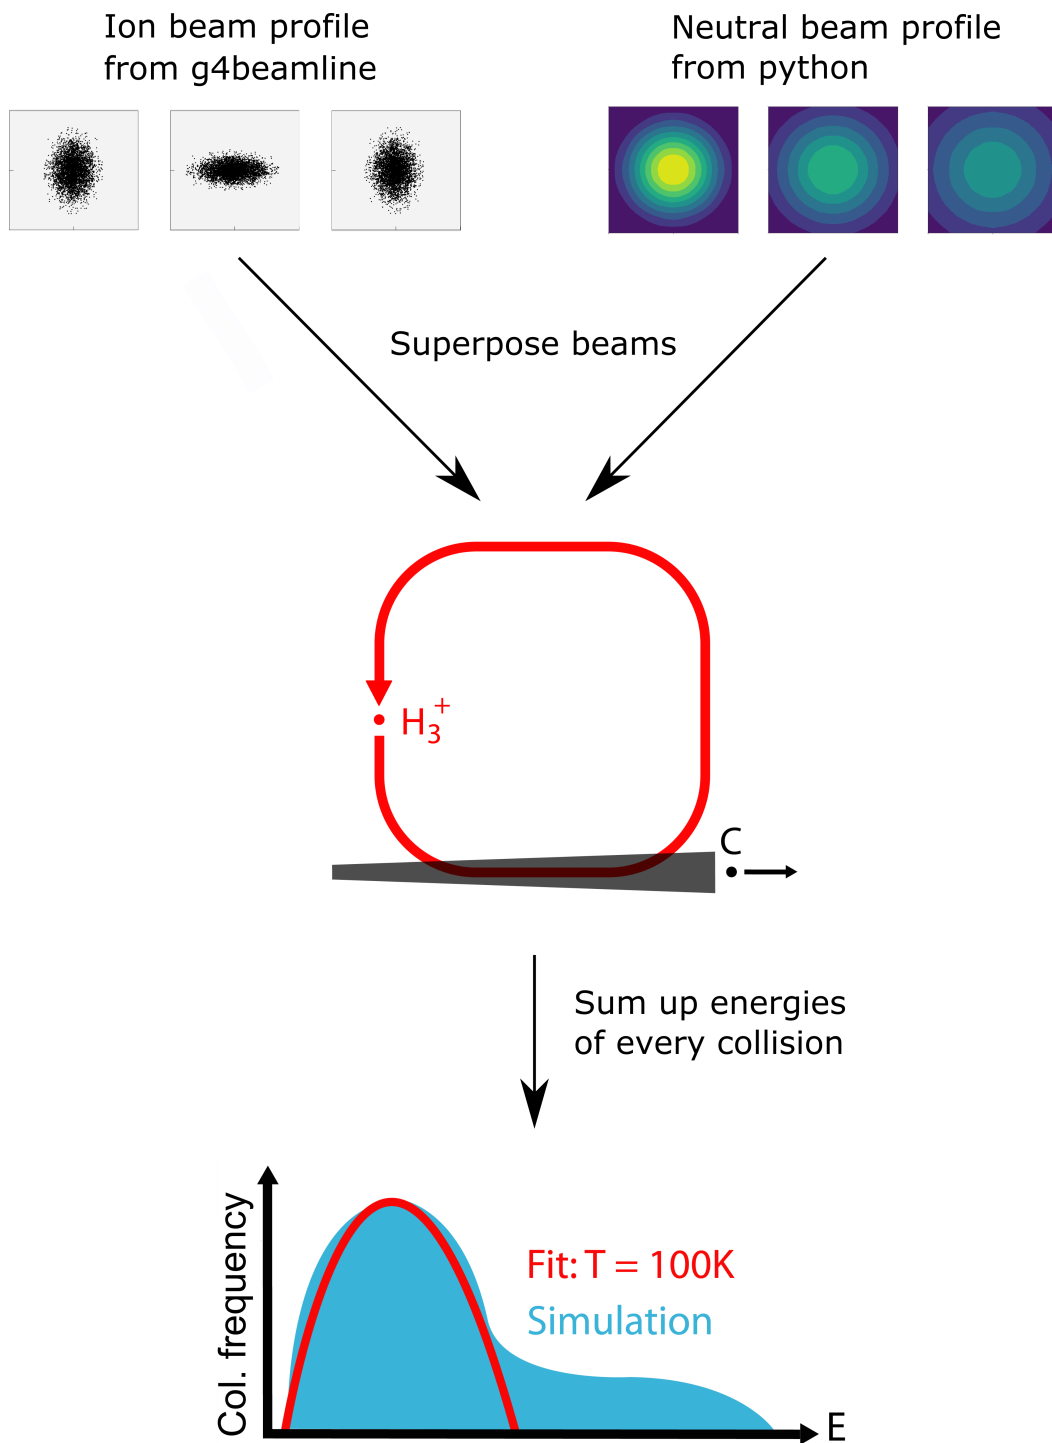 Ion beam profile
from g4beamline
Neutral beam profile
from python
Superpose beams
H₃⁺
C
Sum up energies
of every collision
Col. frequency
Fit: T = 100K
Simulation
E